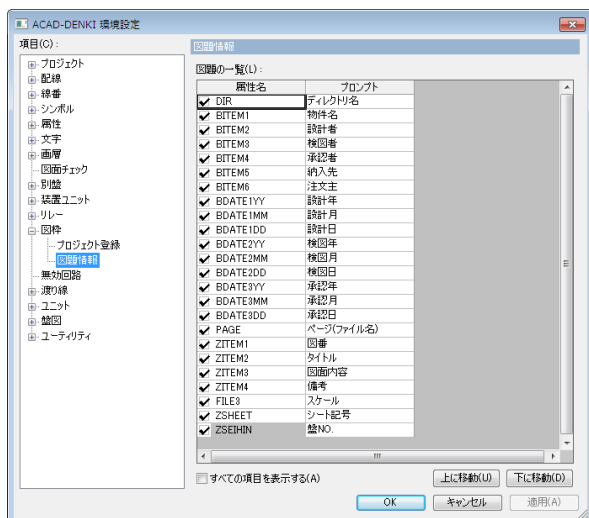 ACAD-DENKI 環境設定
項目(C):
プロジェクト
配線
線番
シンボル
属性
文字
画層
図面チェック
別盤
装置ユニット
リレー
図枠
プロジェクト登録
図題情報
無効回路
渡り線
ユニット
盤図
ユーティリティ
図題情報
図題の一覧(L):
属性名 プロンプト
DIR ディレクトリ名
BITEM1 物件名
BITEM2 設計者
BITEM3 検図者
BITEM4 承認者
BITEM5 納入先
BITEM6 注文主
BDATE1YY 設計年
BDATE1MM 設計月
BDATE1DD 設計日
BDATE2YY 検図年
BDATE2MM 検図月
BDATE2DD 検図日
BDATE3YY 承認年
BDATE3MM 承認月
BDATE3DD 承認日
PAGE ページ(ファイル名)
ZITEM1 図番
ZITEM2 タイトル
ZITEM3 図面内容
ZITEM4 備考
FILE3 スケール
ZSHEET シート記号
ZSEIHIN 盤NO.
すべての項目を表示する(A) 上に移動(U) 下に移動(D)
OK キャンセル 適用(A)